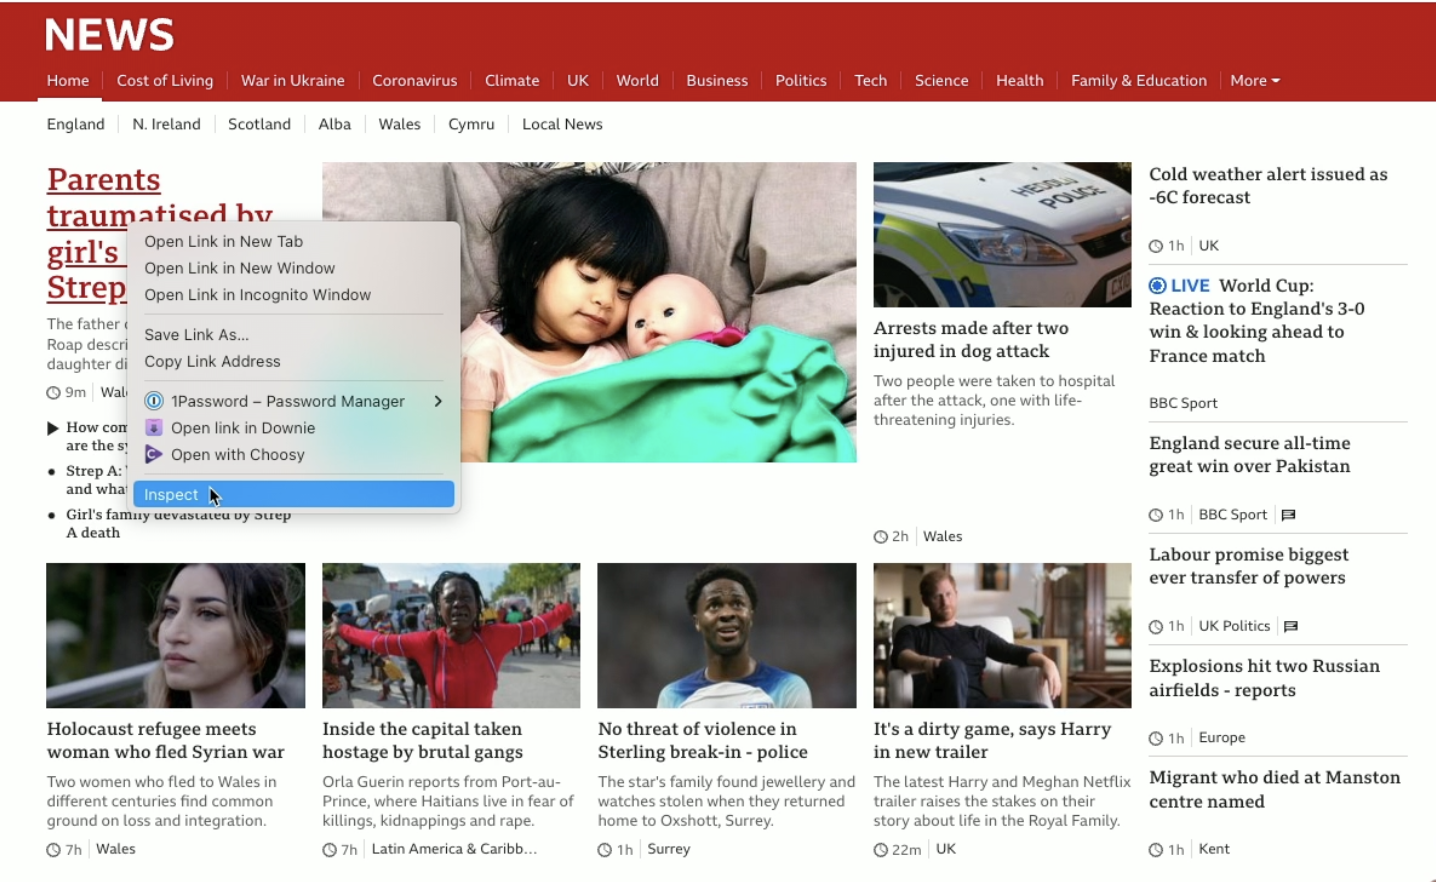 NEWS
Home
Cost of Living
War in Ukraine
Coronavirus
Climate
UK
World
Business
Politics
Tech
Science
Health
Family & Education
More
England
N. Ireland
Scotland
Alba
Wales
Cymru
Local News
Parents
traumatised by
girl's
Strep
The father
Roap
daughter
9m
How
are the
Strep A:
and
Girl's family devastated by Strep
A death
Open Link in New Tab
Open Link in New Window
Open Link in Incognito Window
Save Link As...
Copy Link Address
1Password – Password Manager
Open link in Downie
Open with Choosy
Inspect
HEDDLU
POLICE
Arrests made after two
injured in dog attack
Two people were taken to hospital
after the attack, one with life-
threatening injuries.
2h
Wales
Cold weather alert issued as
-6C forecast
1h
UK
LIVE World Cup:
Reaction to England's 3-0
win & looking ahead to
France match
BBC Sport
England secure all-time
great win over Pakistan
1h
BBC Sport
Labour promise biggest
ever transfer of powers
1h
UK Politics
Explosions hit two Russian
airfields - reports
1h
Europe
Migrant who died at Manston
centre named
1h
Kent
Holocaust refugee meets
woman who fled Syrian war
Two women who fled to Wales in
different centuries find common
ground on loss and integration.
7h
Wales
Inside the capital taken
hostage by brutal gangs
Orla Guerin reports from Port-au-
Prince, where Haitians live in fear of
killings, kidnappings and rape.
7h
Latin America & Caribb...
No threat of violence in
Sterling break-in - police
The star's family found jewellery and
watches stolen when they returned
home to Oxshott, Surrey.
1h
Surrey
It's a dirty game, says Harry
in new trailer
The latest Harry and Meghan Netflix
trailer raises the stakes on their
story about life in the Royal Family.
22m
UK